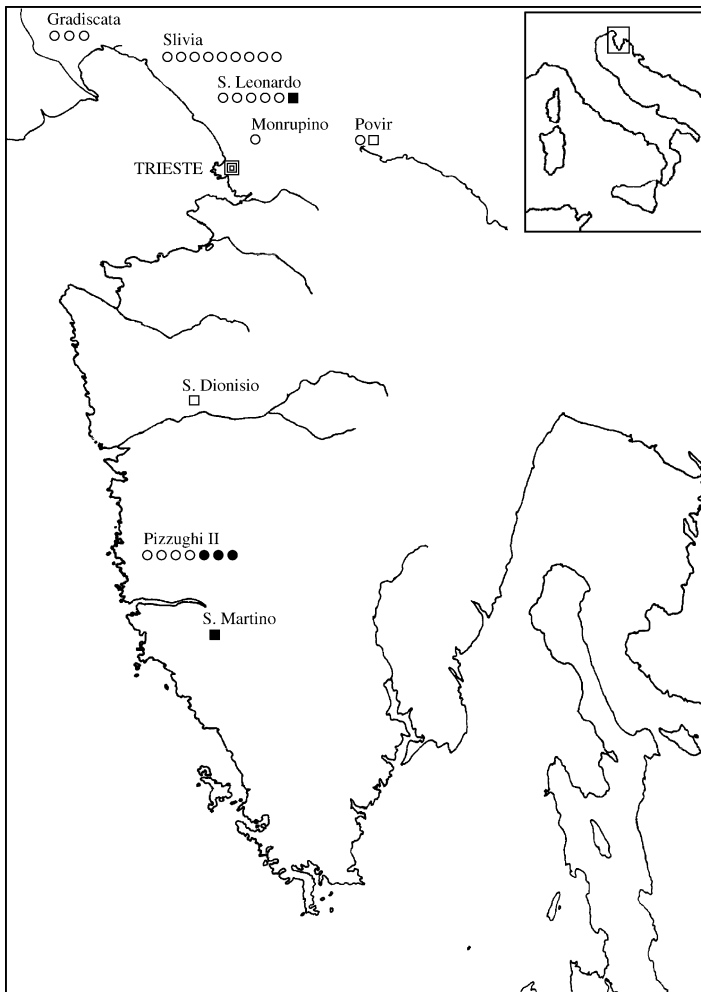 Gradiscata
Slivia
S. Leonardo
Monrupino
Povir
TRIESTE
S. Dionisio
Pizzughi II
S. Martino